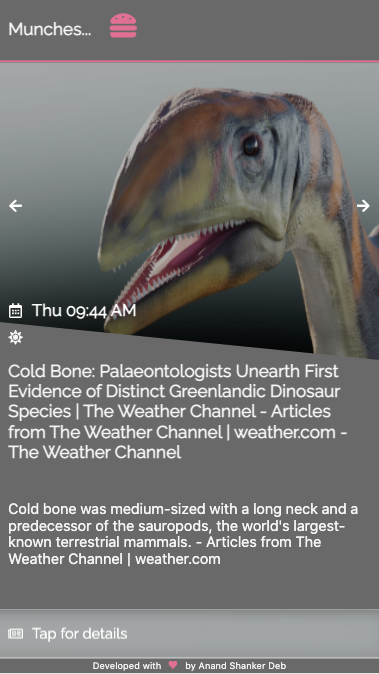 Munches...
Thu 09:44 AM
Cold Bone: Palaeontologists Unearth First
Evidence of Distinct Greenlandic Dinosaur
Species | The Weather Channel - Articles
from The Weather Channel | weather.com -
The Weather Channel
Cold bone was medium-sized with a long neck and a
predecessor of the sauropods, the world's largest-
known terrestrial mammals. - Articles from The
Weather Channel | weather.com
Tap for details
Developed with by Anand Shanker Deb